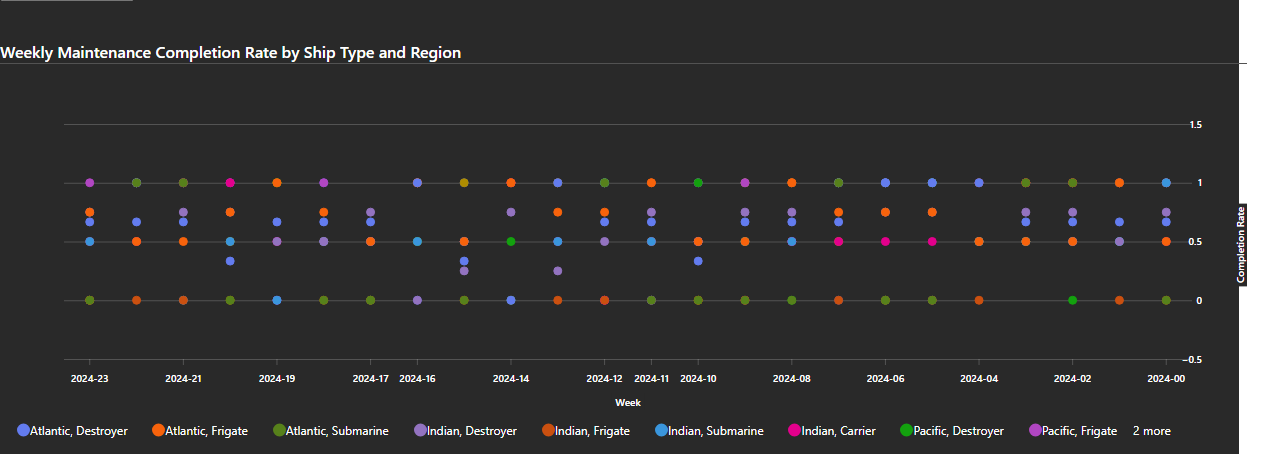 Weekly Maintenance Completion Rate by Ship Type and Region
1.5
1
0.5
0
−0.5
Completion Rate
2024-23 2024-21 2024-19 2024-17 2024-16 2024-14 2024-12 2024-11 2024-10 2024-08 2024-06 2024-04 2024-02 2024-00
Week
Atlantic, Destroyer Atlantic, Frigate Atlantic, Submarine Indian, Destroyer Indian, Frigate Indian, Submarine Indian, Carrier Pacific, Destroyer Pacific, Frigate 2 more